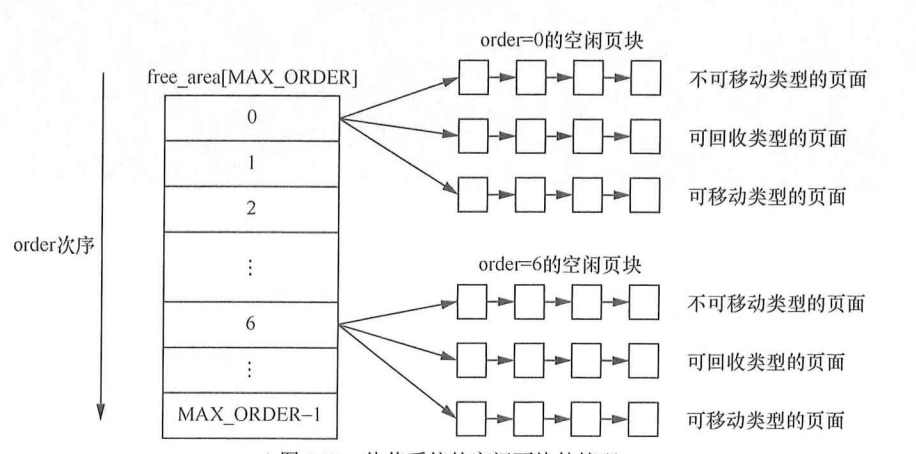 order=0的空闲页块
free_area[MAX_ORDER]
不可移动类型的页面
0
可回收类型的页面
1
可移动类型的页面
2
order次序
⋮
order=6的空闲页块
不可移动类型的页面
6
可回收类型的页面
⋮
可移动类型的页面
MAX_ORDER–1